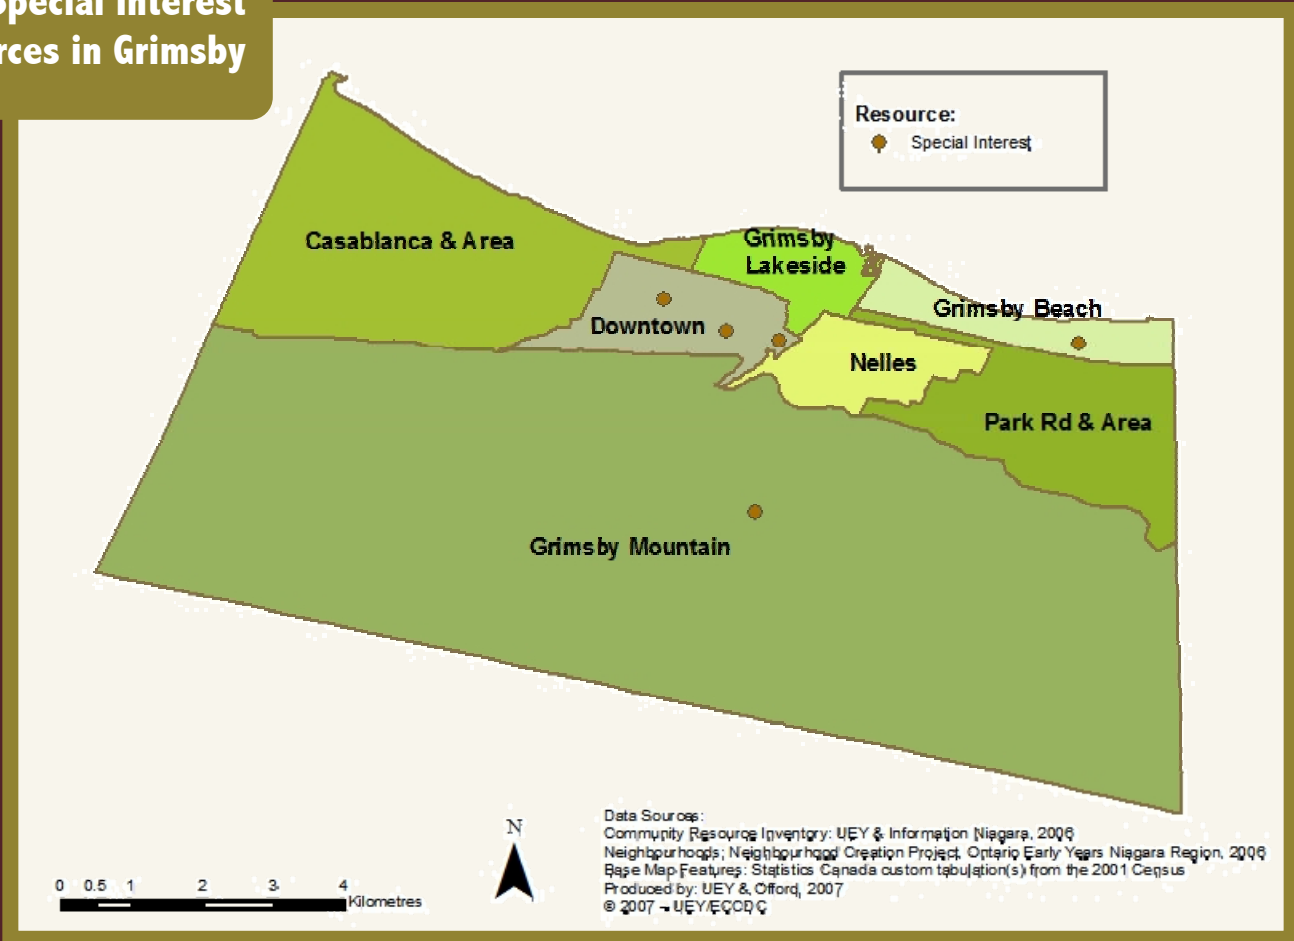 Special Interest
rces in Grimsby
Resource:
Special Interest
Casablanca & Area
Grimsby
Lakeside
Grimsby Beach
Downtown
Nelles
Park Rd & Area
Grimsby Mountain
N
0 0.5 1 2 3 4
Kilometres
Data Sources:
Community Resource Inventory: UEY & Information Niagara, 2006
Neighbourhoods; Neighbourhood Creation Project, Ontario Early Years Niagara Region, 2006
Base Map Features: Statistics Canada custom tabulation(s) from the 2001 Census
Produced by: UEY & Offord, 2007
© 2007 – UEY/ECCDC